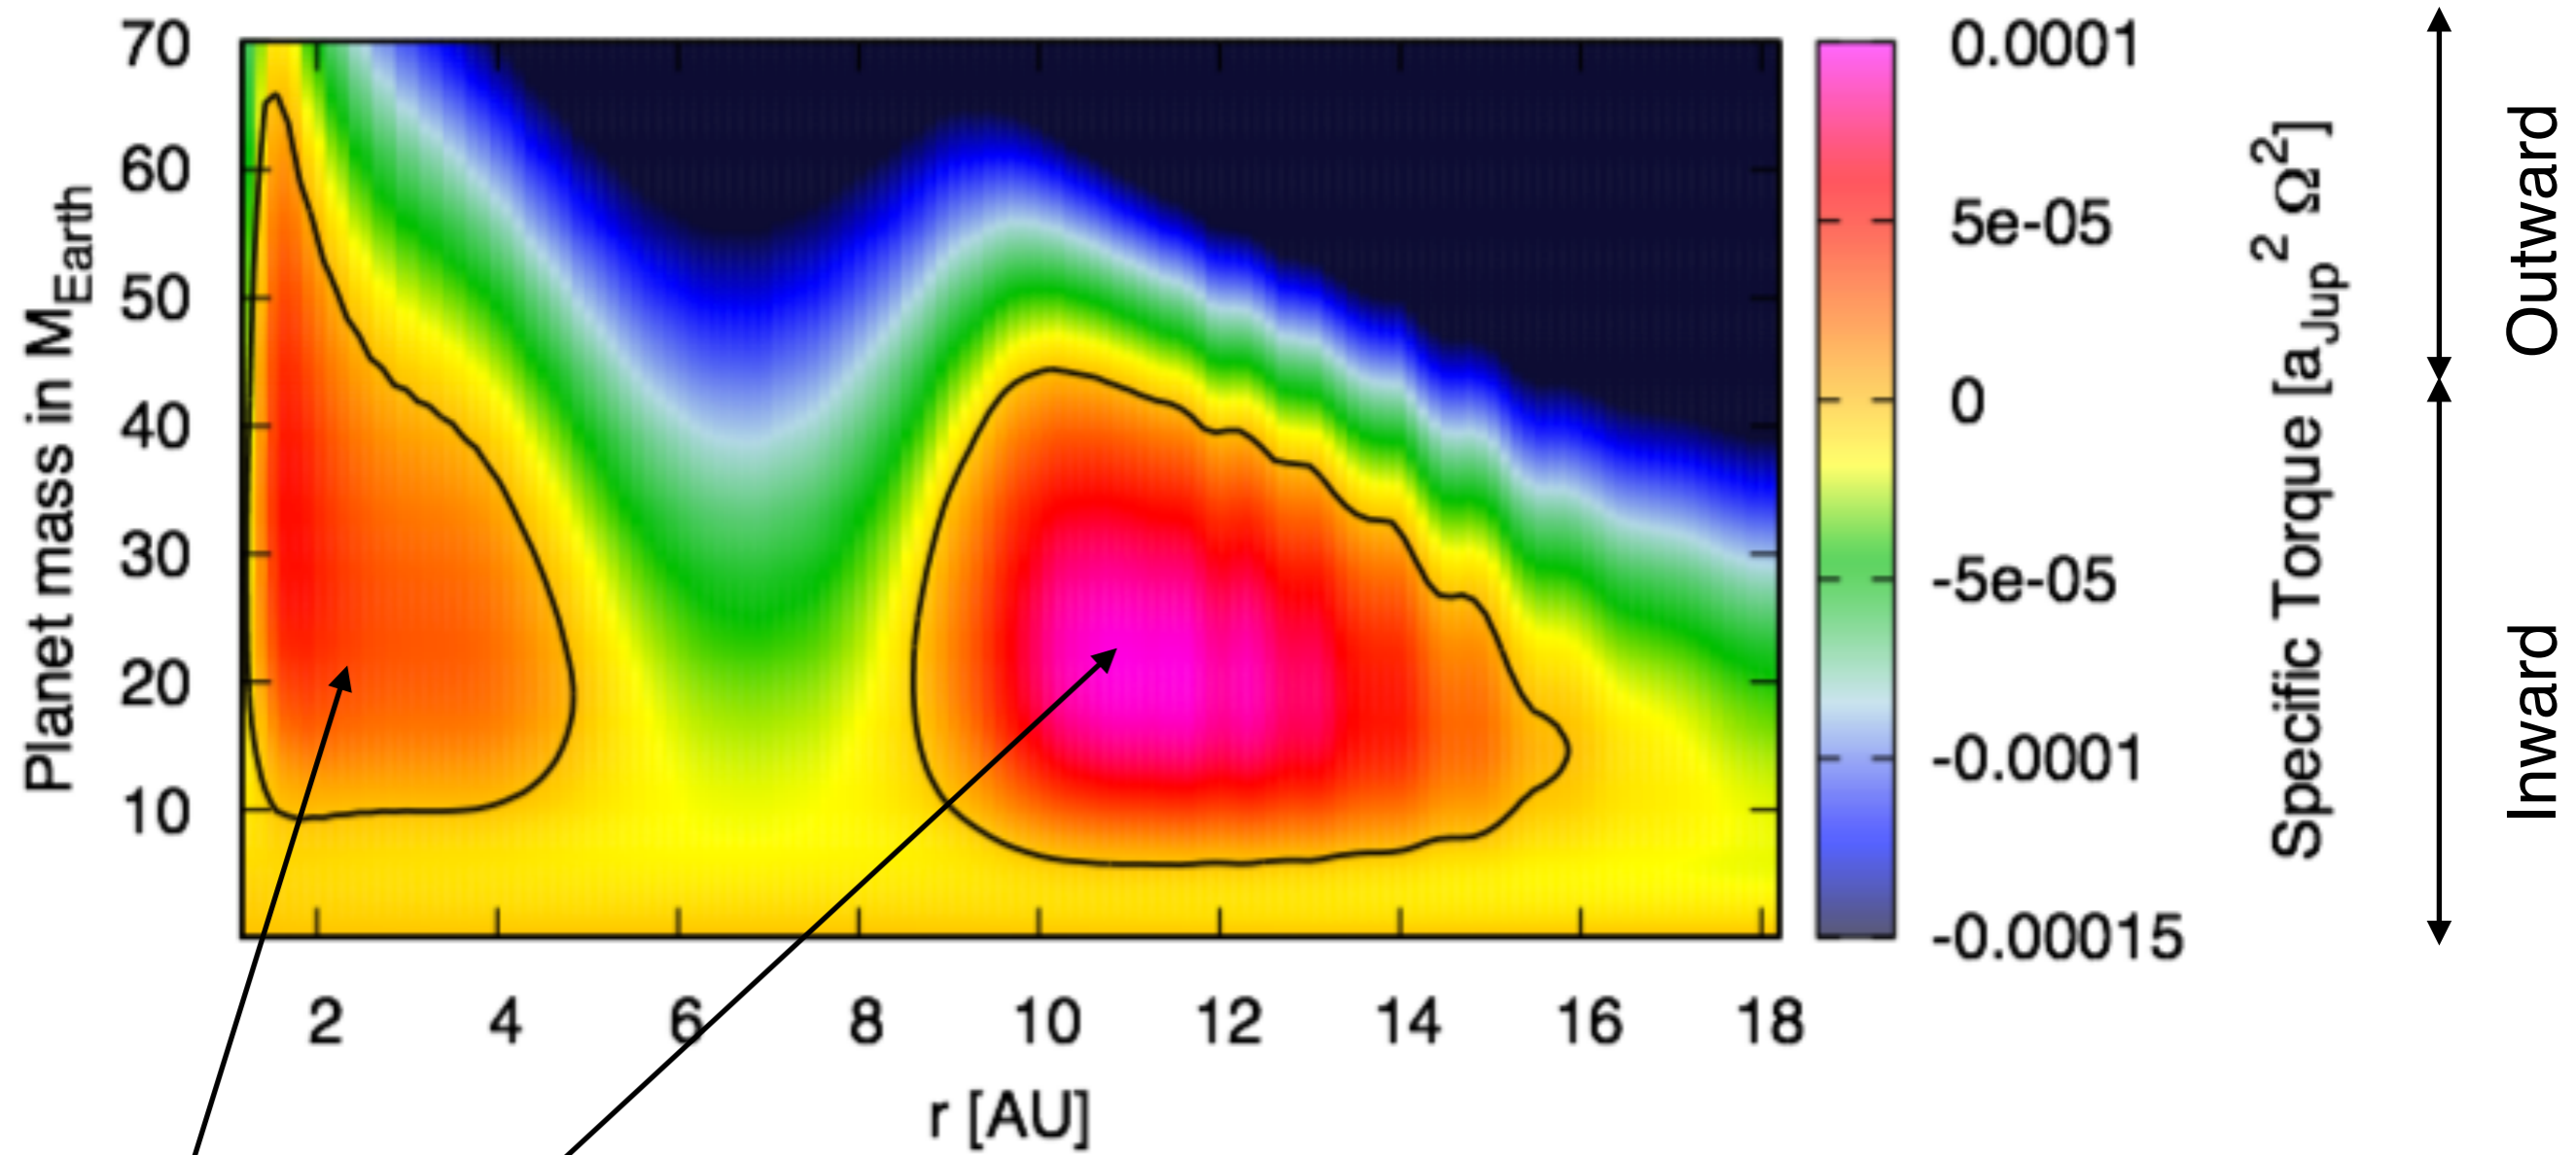 70
60
50
40
30
20
10
Planet mass in M_Earth
2 4 6 8 10 12 14 16 18
r [AU]
0.0001
5e-05
0
-5e-05
-0.0001
-0.00015
Specific Torque [a_Jup^2 Ω^2]
Outward
Inward